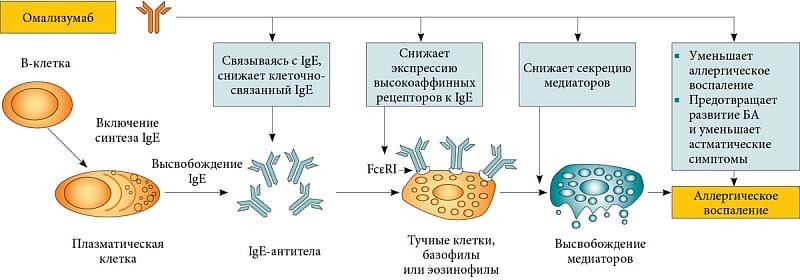 Омализумаб
В-клетка
Включение
синтеза IgE
Плазматическая
клетка
Высвобождение
IgE
Связываясь с IgE,
снижает клеточно-
связанный IgE
IgE-антитела
Снижает
экспрессию
высокоаффинных
рецепторов к IgE
FcεRI
Тучные клетки,
базофилы
или эозинофилы
Снижает секрецию
медиаторов
Высвобождение
медиаторов
▪ Уменьшает
аллергическое
воспаление
▪ Предотвращает
развитие БА
и уменьшает
астматические
симптомы
Аллергическое
воспаление